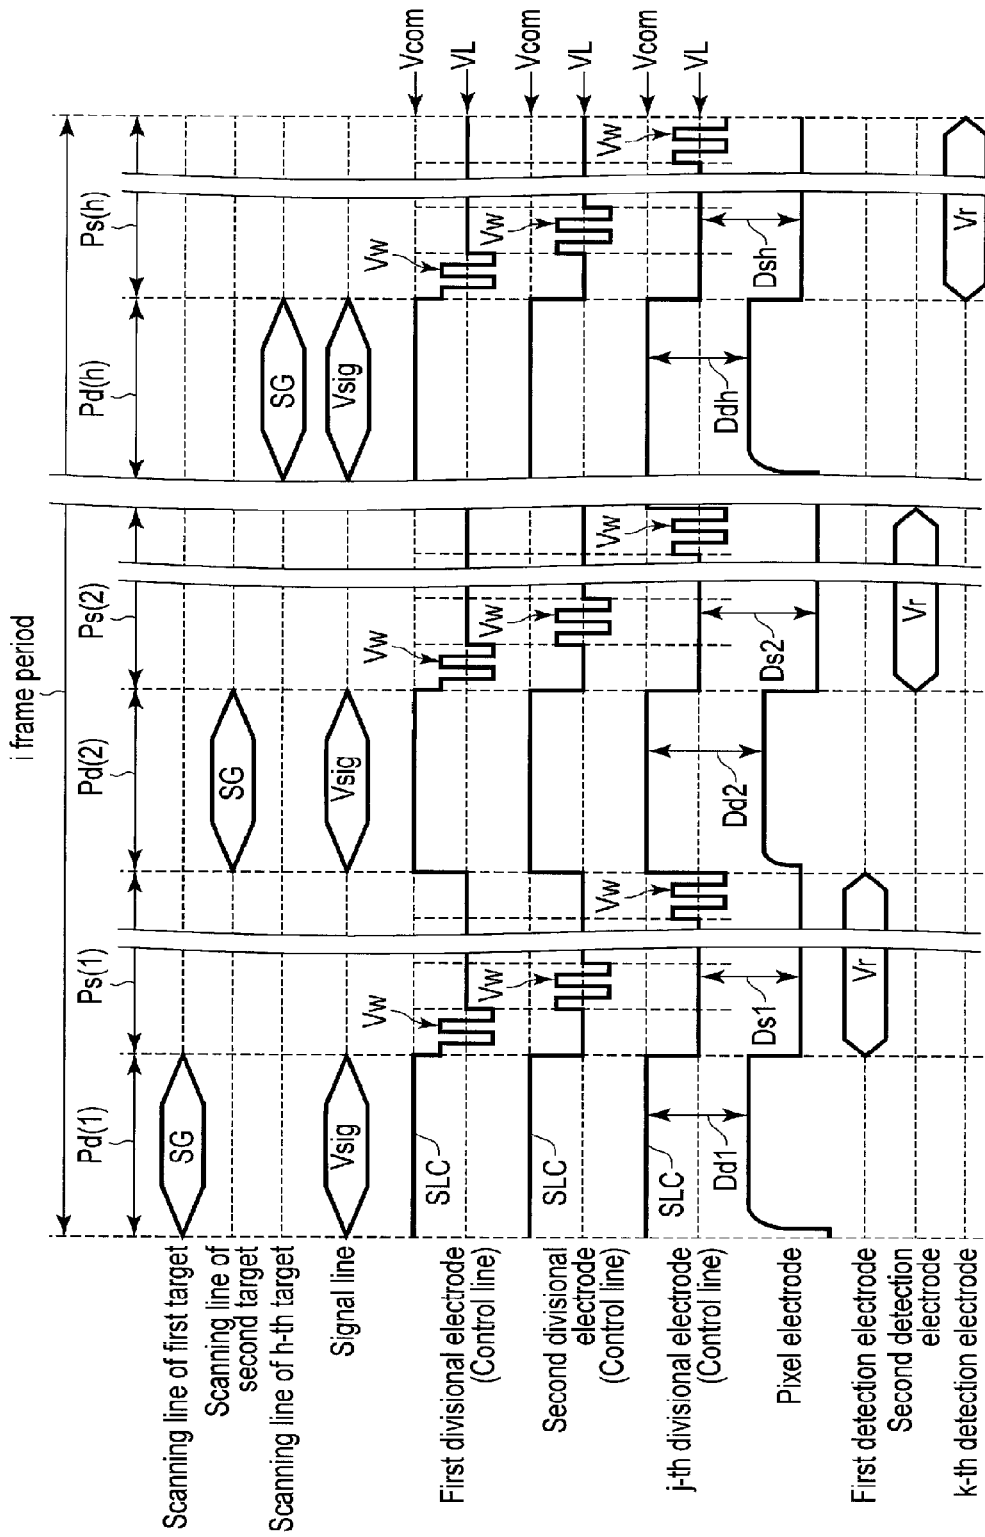 i frame period
Pd(1)
Ps(1)
Pd(2)
Ps(2)
Pd(h)
Ps(h)
Scanning line of first target
SG
Scanning line of
second target
SG
Scanning line of h-th target
SG
Signal line
Vsig
Vsig
Vsig
First divisional electrode
(Control line)
SLC
Vw
Vw
Vw
Vcom
VL
Second divisional
electrode
(Control line)
SLC
Vw
Vw
Vw
Vcom
VL
j-th divisional electrode
(Control line)
SLC
Vw
Vw
Vw
Vcom
VL
Pixel electrode
Dd1
Ds1
Dd2
Ds2
Ddh
Dsh
First detection electrode
Vr
Second detection
electrode
Vr
k-th detection electrode
Vr